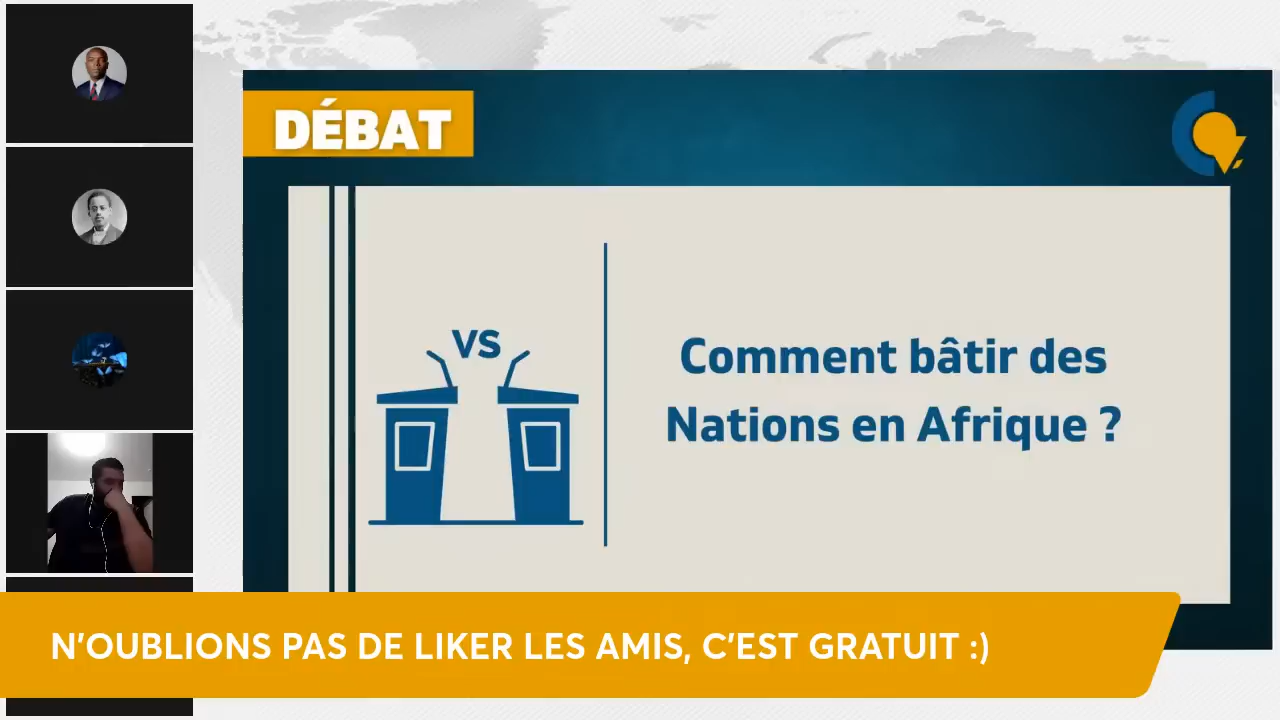 DÉBAT
VS
Comment bâtir des
Nations en Afrique ?
N'OUBLIONS PAS DE LIKER LES AMIS, C'EST GRATUIT :)